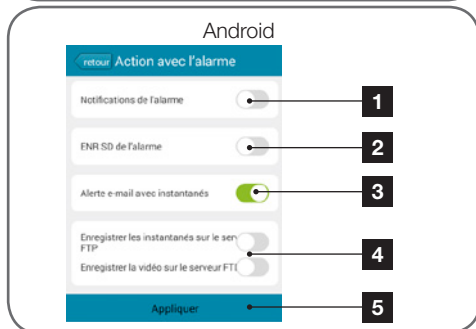 Android
retour Action avec l'alarme
Notifications de l'alarme
1
ENR SD de l'alarme
2
Alerte e-mail avec instantanés
3
Enregistrer les instantanés sur le serv
FTP
4
Enregistrer la vidéo sur le serveur FT
Appliquer
5